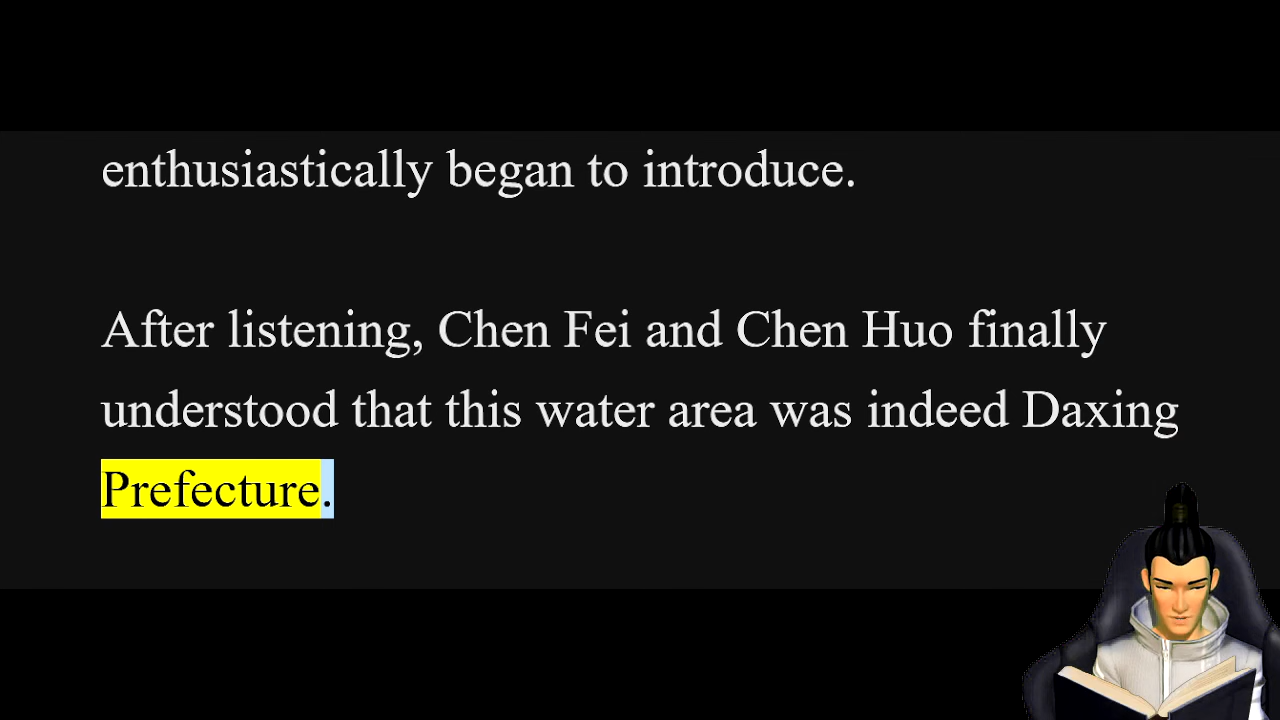 enthusiastically began to introduce.
After listening, Chen Fei and Chen Huo finally
understood that this water area was indeed Daxing
Prefecture.